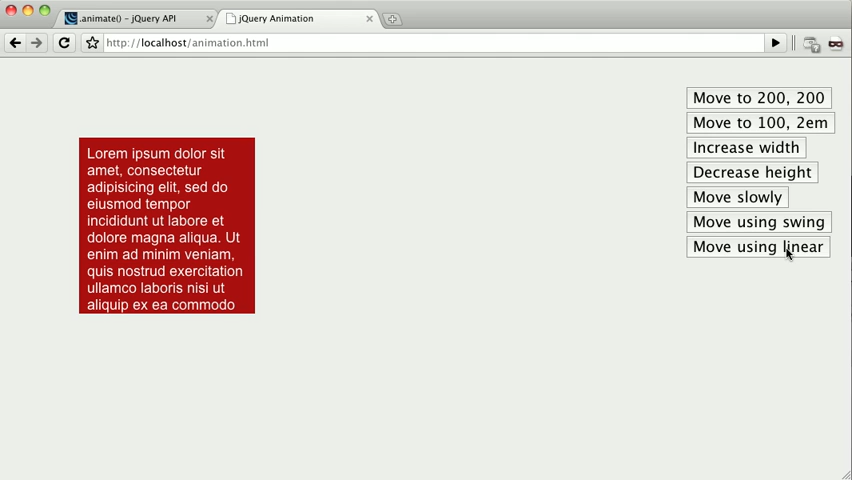 .animate() – jQuery API
jQuery Animation
http://localhost/animation.html
Move to 200, 200
Move to 100, 2em
Increase width
Decrease height
Move slowly
Move using swing
Move using linear
Lorem ipsum dolor sit
amet, consectetur
adipisicing elit, sed do
eiusmod tempor
incididunt ut labore et
dolore magna aliqua. Ut
enim ad minim veniam,
quis nostrud exercitation
ullamco laboris nisi ut
aliquip ex ea commodo